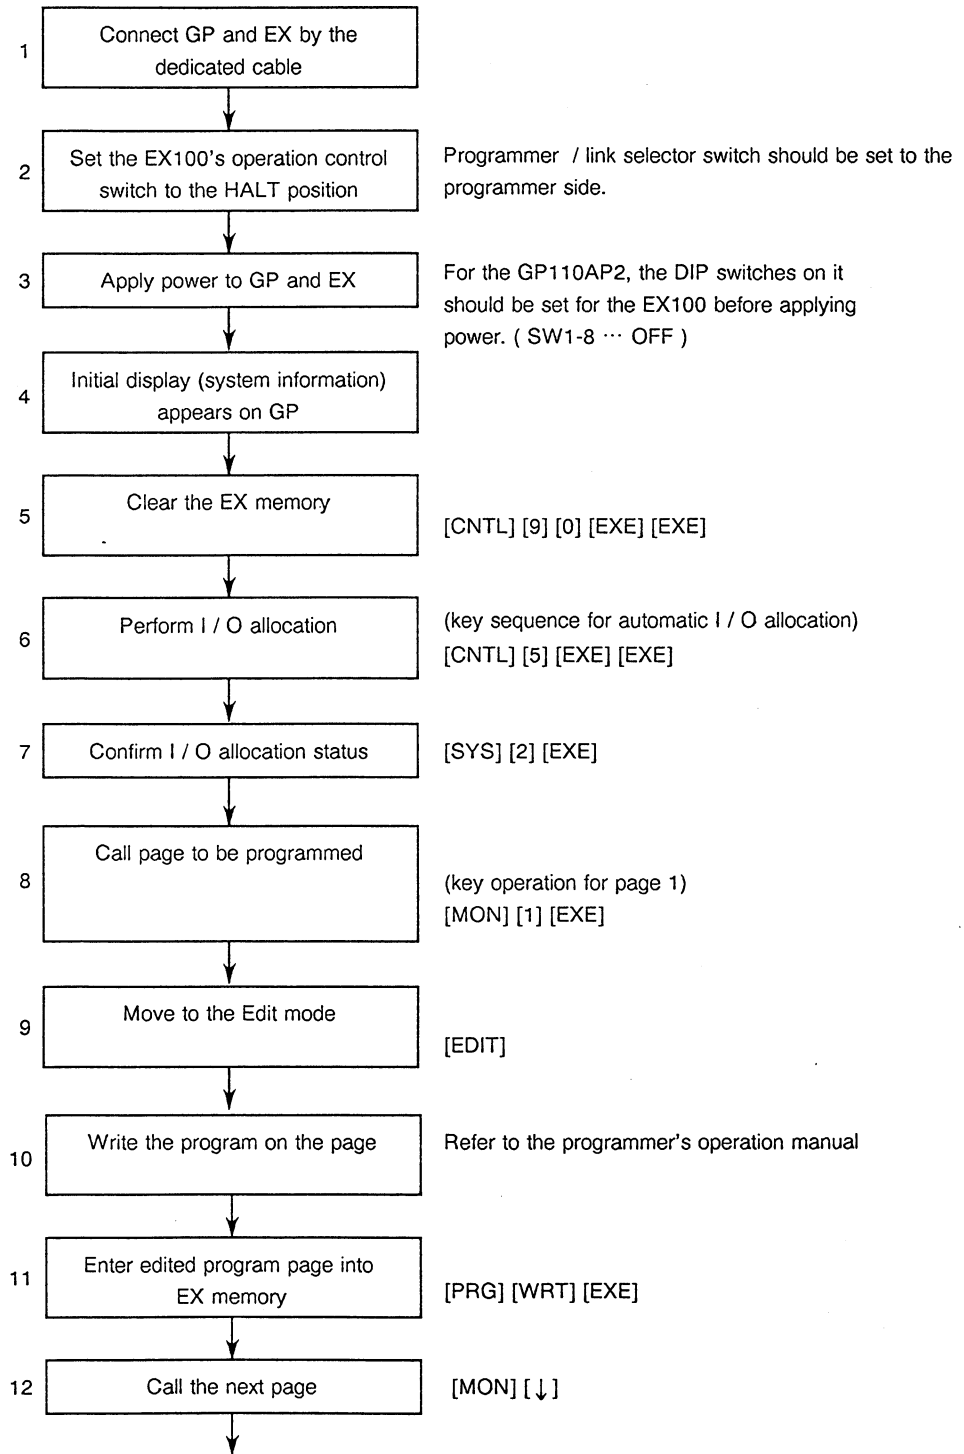 1
Connect GP and EX by the
dedicated cable
2
Set the EX100's operation control
switch to the HALT position
Programmer / link selector switch should be set to the
programmer side.
3
Apply power to GP and EX
For the GP110AP2, the DIP switches on it
should be set for the EX100 before applying
power. ( SW1-8 ··· OFF )
4
Initial display (system information)
appears on GP
5
Clear the EX memory
[CNTL] [9] [0] [EXE] [EXE]
6
Perform I / O allocation
(key sequence for automatic I / O allocation)
[CNTL] [5] [EXE] [EXE]
7
Confirm I / O allocation status
[SYS] [2] [EXE]
8
Call page to be programmed
(key operation for page 1)
[MON] [1] [EXE]
9
Move to the Edit mode
[EDIT]
10
Write the program on the page
Refer to the programmer's operation manual
11
Enter edited program page into
EX memory
[PRG] [WRT] [EXE]
12
Call the next page
[MON] [↓]